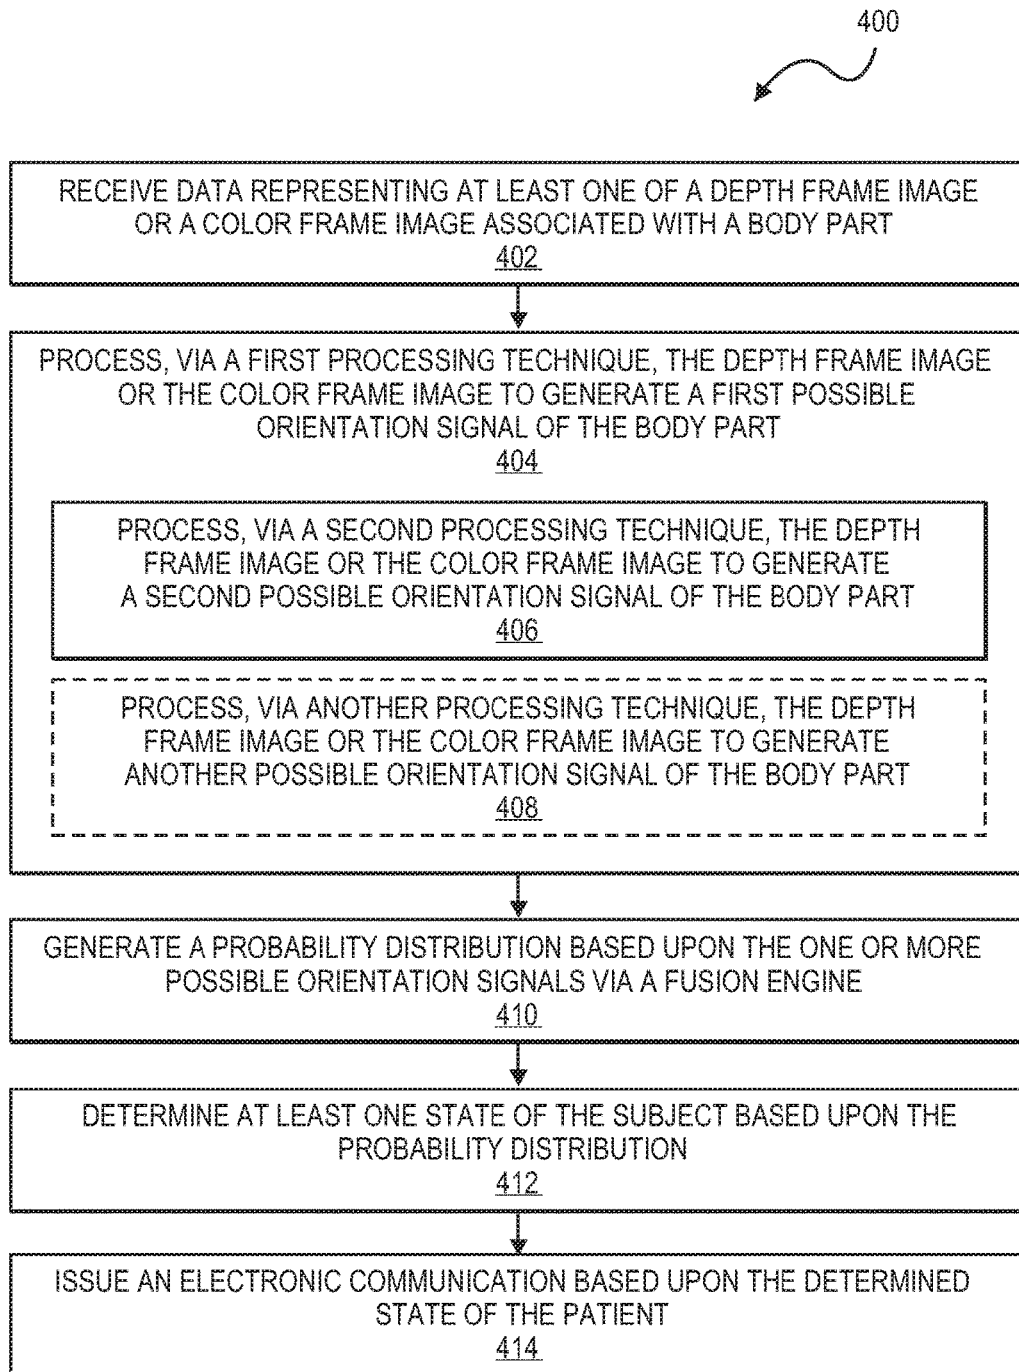 400
RECEIVE DATA REPRESENTING AT LEAST ONE OF A DEPTH FRAME IMAGE
OR A COLOR FRAME IMAGE ASSOCIATED WITH A BODY PART
402
PROCESS, VIA A FIRST PROCESSING TECHNIQUE, THE DEPTH FRAME IMAGE
OR THE COLOR FRAME IMAGE TO GENERATE A FIRST POSSIBLE
ORIENTATION SIGNAL OF THE BODY PART
404
PROCESS, VIA A SECOND PROCESSING TECHNIQUE, THE DEPTH
FRAME IMAGE OR THE COLOR FRAME IMAGE TO GENERATE
A SECOND POSSIBLE ORIENTATION SIGNAL OF THE BODY PART
406
PROCESS, VIA ANOTHER PROCESSING TECHNIQUE, THE DEPTH
FRAME IMAGE OR THE COLOR FRAME IMAGE TO GENERATE
ANOTHER POSSIBLE ORIENTATION SIGNAL OF THE BODY PART
408
GENERATE A PROBABILITY DISTRIBUTION BASED UPON THE ONE OR MORE
POSSIBLE ORIENTATION SIGNALS VIA A FUSION ENGINE
410
DETERMINE AT LEAST ONE STATE OF THE SUBJECT BASED UPON THE
PROBABILITY DISTRIBUTION
412
ISSUE AN ELECTRONIC COMMUNICATION BASED UPON THE DETERMINED
STATE OF THE PATIENT
414